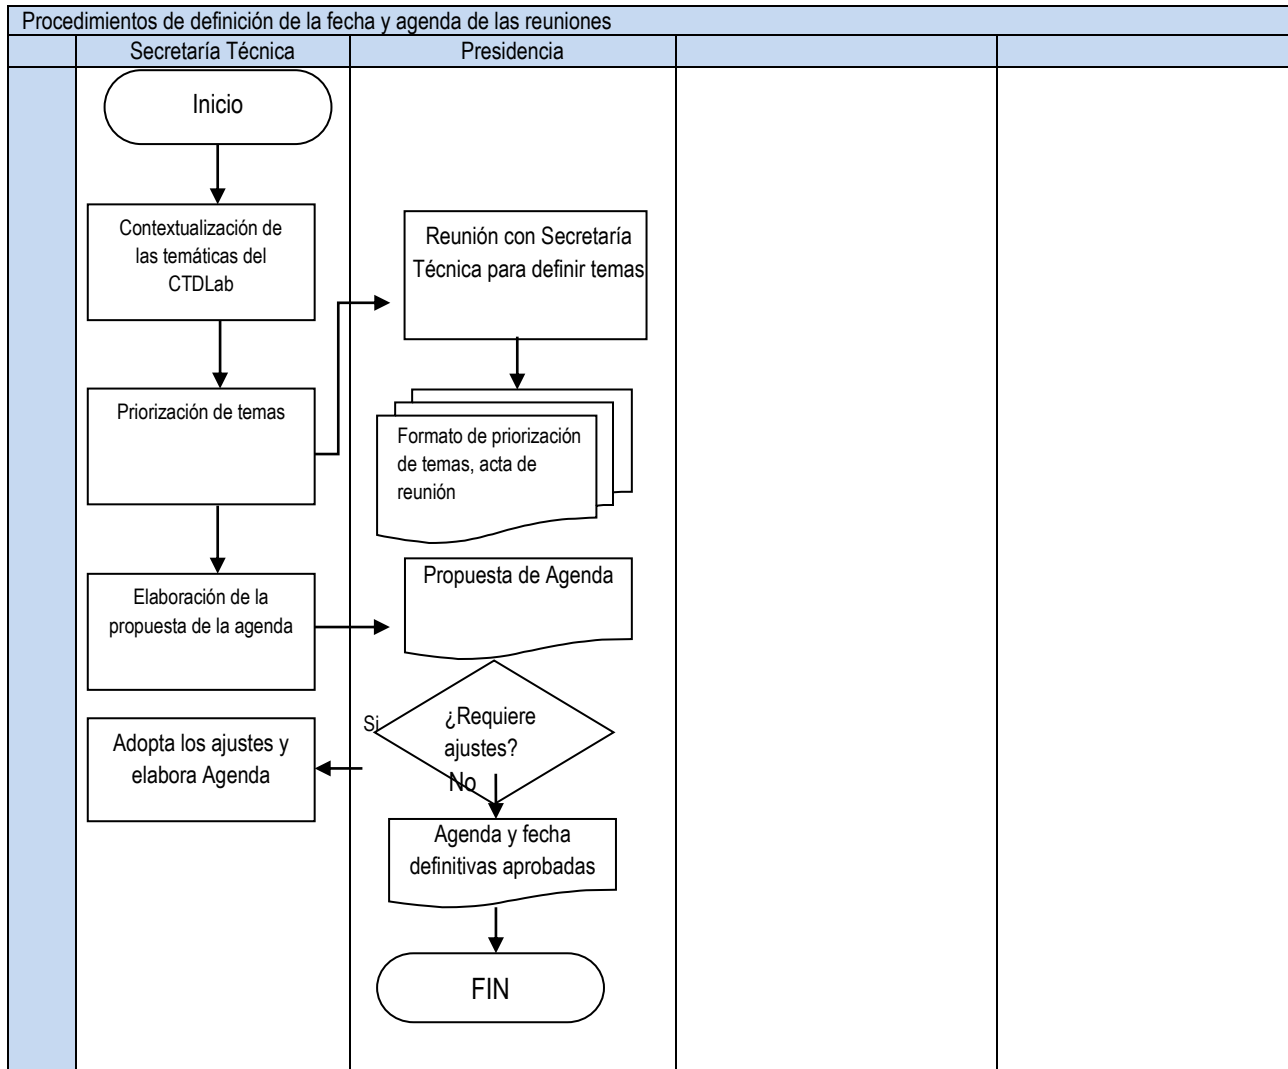 Procedimientos de definición de la fecha y agenda de las reuniones
Secretaría Técnica
Presidencia
Inicio
Contextualización de
las temáticas del
CTDLab
Reunión con Secretaría
Técnica para definir temas
Priorización de temas
Formato de priorización
de temas, acta de
reunión
Elaboración de la
propuesta de la agenda
Propuesta de Agenda
Si
¿Requiere
ajustes?
No
Adopta los ajustes y
elabora Agenda
Agenda y fecha
definitivas aprobadas
FIN